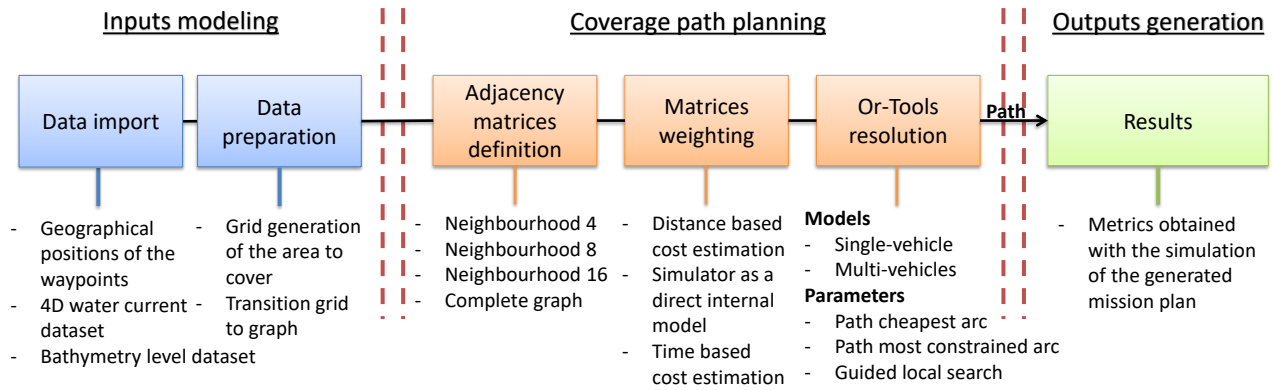 Inputs modeling
Coverage path planning
Outputs generation
Data import
Data
preparation
Adjacency
matrices
definition
Matrices
weighting
Or-Tools
resolution
Path
Results
- Geographical
positions of the
waypoints
- 4D water current
dataset
- Bathymetry level dataset
- Grid generation
of the area to
cover
- Transition grid
to graph
- Neighbourhood 4
- Neighbourhood 8
- Neighbourhood 16
- Complete graph
- Distance based
cost estimation
- Simulator as a
direct internal
model
- Time based
cost estimation
Models
- Single-vehicle
- Multi-vehicles
Parameters
- Path cheapest arc
- Path most constrained arc
- Guided local search
- Metrics obtained
with the simulation
of the generated
mission plan